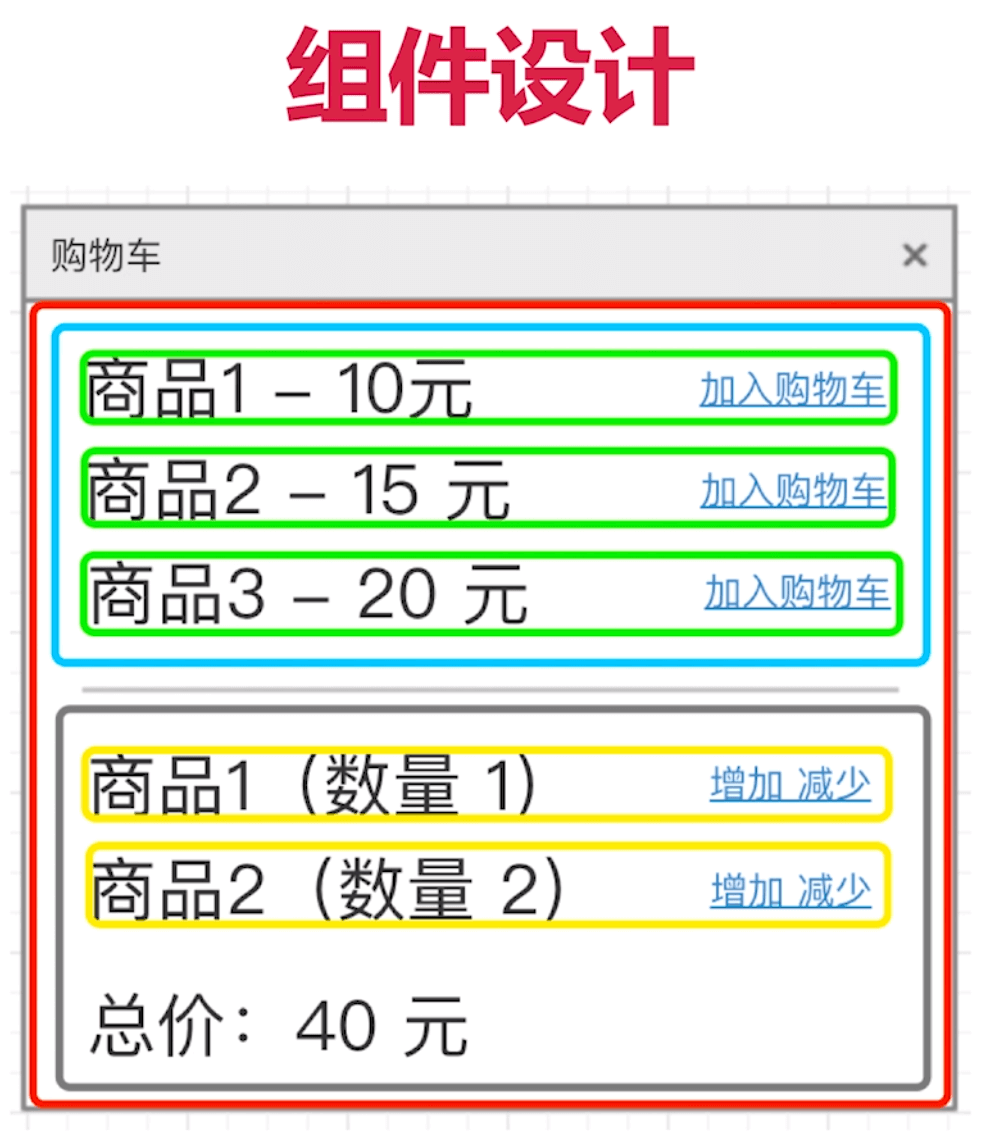 组件设计
购物车 ×
商品1 – 10元 加入购物车
商品2 – 15 元 加入购物车
商品3 – 20 元 加入购物车
商品1（数量 1） 增加 减少
商品2（数量 2） 增加 减少
总价：40 元